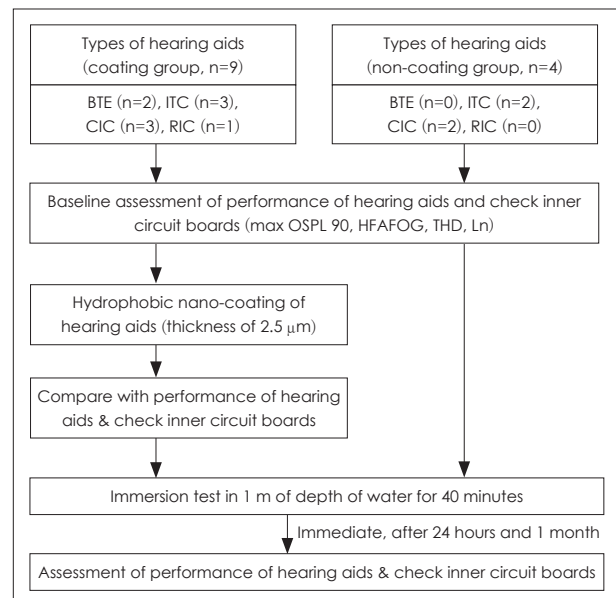 Types of hearing aids
(coating group, n=9)
BTE (n=2), ITC (n=3),
CIC (n=3), RIC (n=1)
Types of hearing aids
(non-coating group, n=4)
BTE (n=0), ITC (n=2),
CIC (n=2), RIC (n=0)
Baseline assessment of performance of hearing aids and check inner
circuit boards (max OSPL 90, HFAFOG, THD, Ln)
Hydrophobic nano-coating of
hearing aids (thickness of 2.5 μm)
Compare with performance of hearing
aids & check inner circuit boards
Immersion test in 1 m of depth of water for 40 minutes
Immediate, after 24 hours and 1 month
Assessment of performance of hearing aids & check inner circuit boards